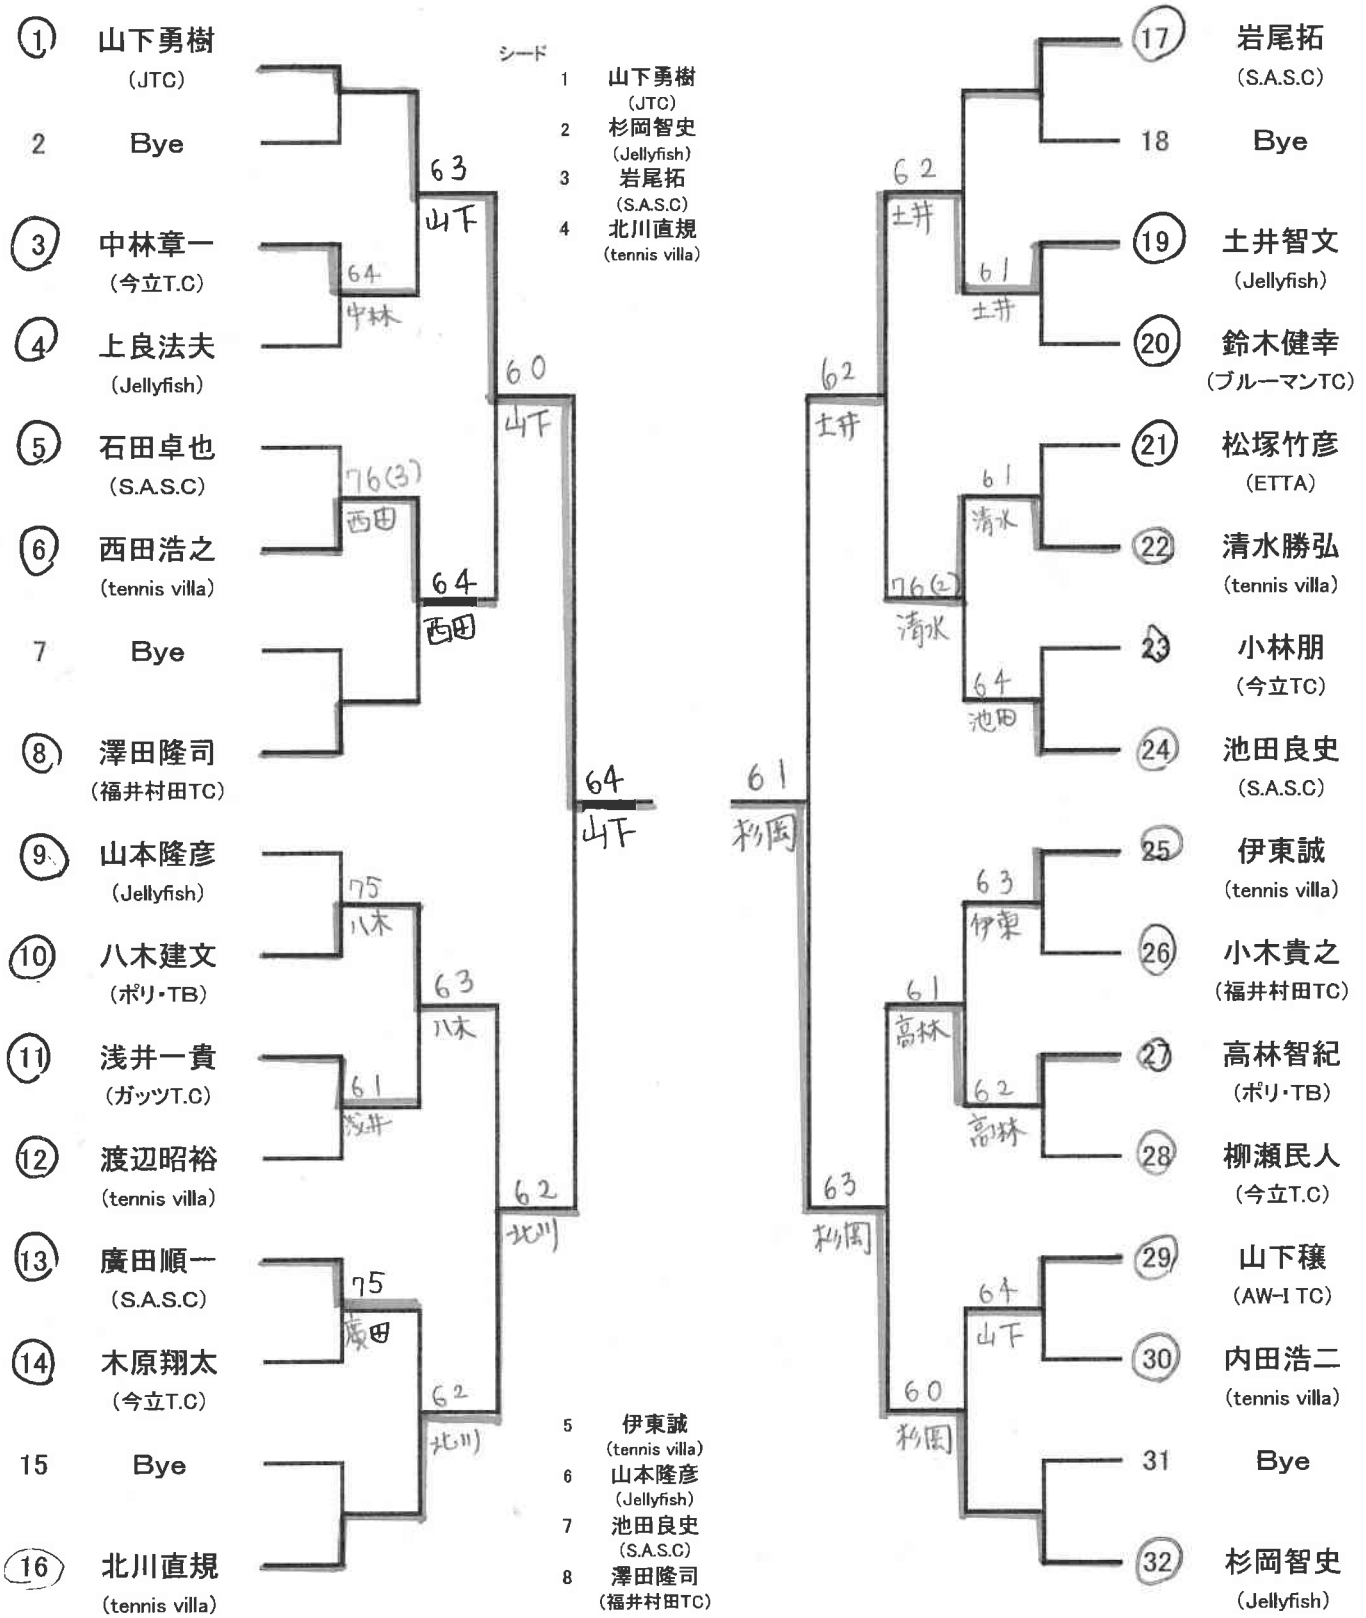 1 山下勇樹
(JTC)
2 Bye
3 中林章一
(今立T.C)
4 上良法夫
(Jellyfish)
5 石田卓也
(S.A.S.C)
6 西田浩之
(tennis villa)
7 Bye
8 澤田隆司
(福井村田TC)
9 山本隆彦
(Jellyfish)
10 八木建文
(ポリ・TB)
11 浅井一貴
(ガッツT.C)
12 渡辺昭裕
(tennis villa)
13 廣田順一
(S.A.S.C)
14 木原翔太
(今立T.C)
15 Bye
16 北川直規
(tennis villa)
64
中林
76(3)
西田
75
八木
61
浅井
75
廣田
63
山下
64
西田
63
八木
62
北川
60
山下
62
北川
64
山下
シード
1 山下勇樹
(JTC)
2 杉岡智史
(Jellyfish)
3 岩尾拓
(S.A.S.C)
4 北川直規
(tennis villa)
5 伊東誠
(tennis villa)
6 山本隆彦
(Jellyfish)
7 池田良史
(S.A.S.C)
8 澤田隆司
(福井村田TC)
61
杉岡
62
土井
63
杉岡
62
土井
76(2)
清水
61
高林
60
杉岡
61
土井
61
清水
64
池田
63
伊東
62
高林
64
山下
17 岩尾拓
(S.A.S.C)
18 Bye
19 土井智文
(Jellyfish)
20 鈴木健幸
(ブルーマンTC)
21 松塚竹彦
(ETTA)
22 清水勝弘
(tennis villa)
23 小林朋
(今立TC)
24 池田良史
(S.A.S.C)
25 伊東誠
(tennis villa)
26 小木貴之
(福井村田TC)
27 高林智紀
(ポリ・TB)
28 柳瀬民人
(今立T.C)
29 山下穣
(AW-I TC)
30 内田浩二
(tennis villa)
31 Bye
32 杉岡智史
(Jellyfish)